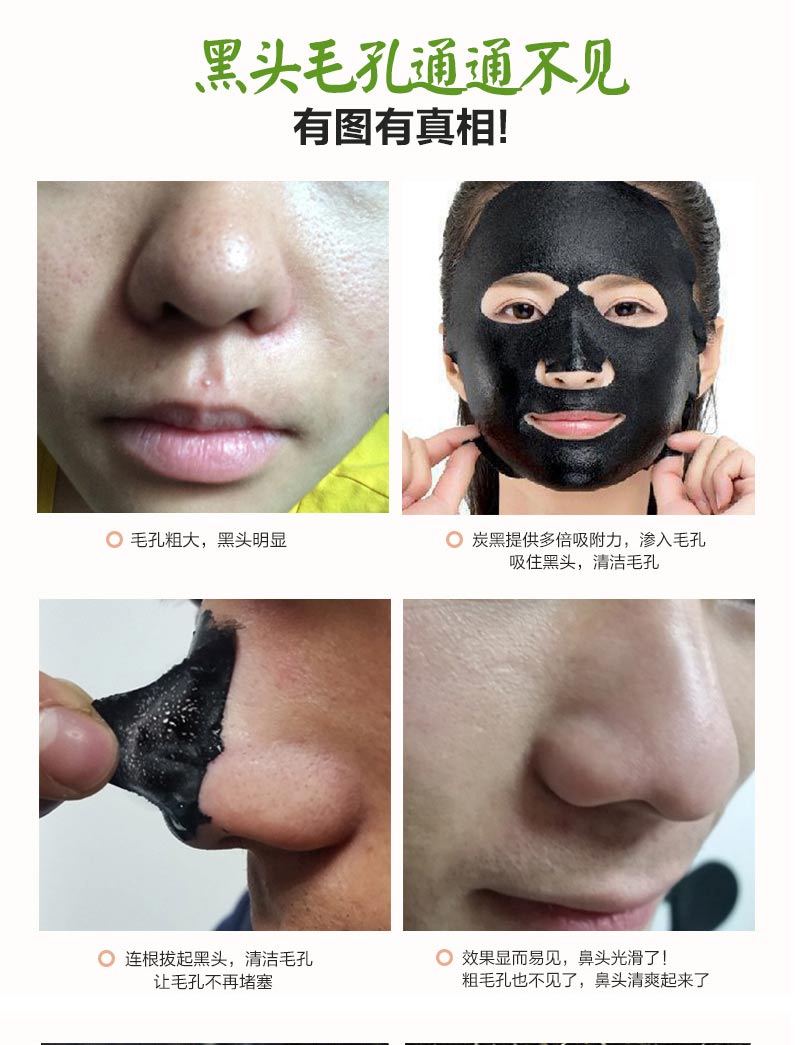 黑头毛孔通通不见
有图有真相!
毛孔粗大，黑头明显
炭黑提供多倍吸附力，渗入毛孔
吸住黑头，清洁毛孔
连根拔起黑头，清洁毛孔
让毛孔不再堵塞
效果显而易见，鼻头光滑了！
粗毛孔也不见了，鼻头清爽起来了